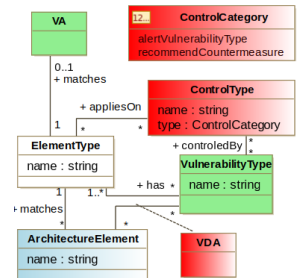 VA
12...
ControlCategory
alertVulnerabilityType
recommendCountermeasure
0..1
+ matches
ControlType
name : string
type : ControlCategory
+ appliesOn
*
*
1
*
*
+ controledBy
ElementType
name : string
VulnerabilityType
name : string
1
1..*
+ has
*
*
+ matches
*
*
*
ArchitectureElement
name : string
VDA